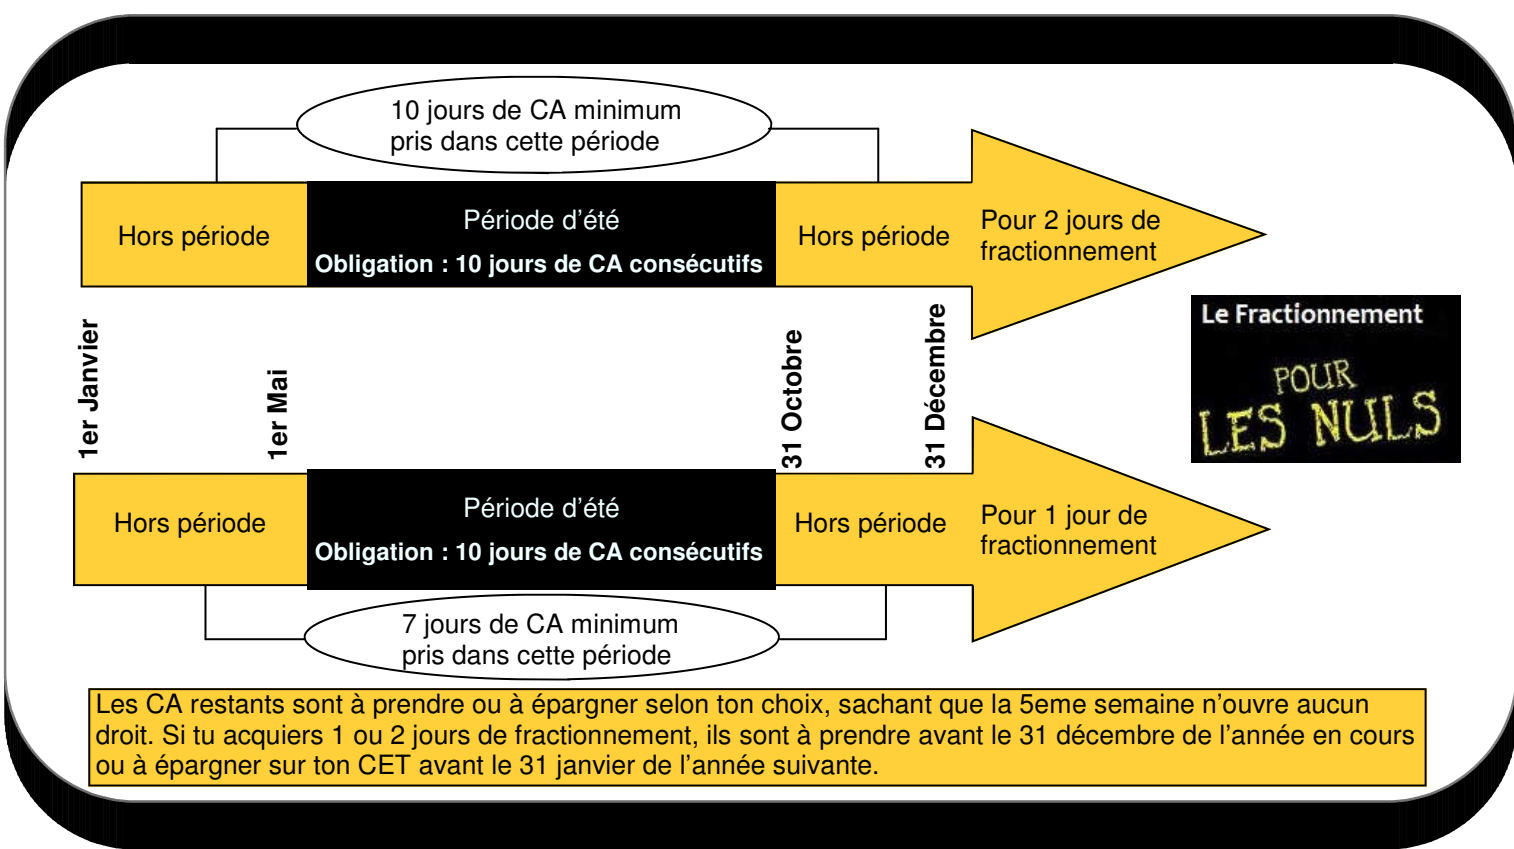 10 jours de CA minimum
pris dans cette période
Hors période
Période d’été
Obligation : 10 jours de CA consécutifs
Hors période
Pour 2 jours de
fractionnement
1er Janvier
1er Mai
31 Octobre
31 Décembre
Le Fractionnement
POUR
LES NULS
Hors période
Période d’été
Obligation : 10 jours de CA consécutifs
Hors période
Pour 1 jour de
fractionnement
7 jours de CA minimum
pris dans cette période
Les CA restants sont à prendre ou à épargner selon ton choix, sachant que la 5eme semaine n’ouvre aucun
droit. Si tu acquiers 1 ou 2 jours de fractionnement, ils sont à prendre avant le 31 décembre de l’année en cours
ou à épargner sur ton CET avant le 31 janvier de l’année suivante.